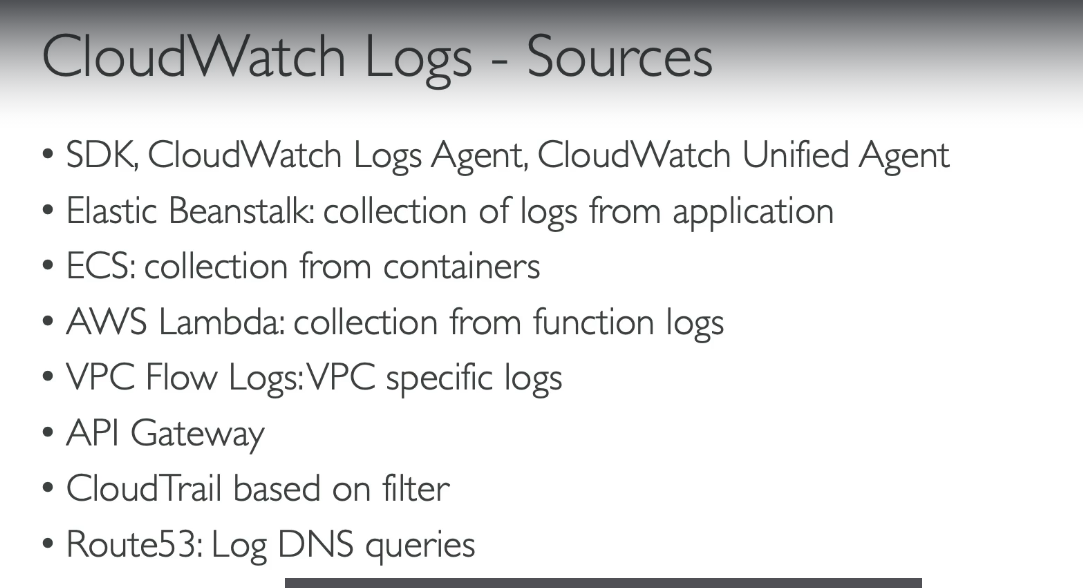 CloudWatch Logs - Sources
• SDK, CloudWatch Logs Agent, CloudWatch Unified Agent
• Elastic Beanstalk: collection of logs from application
• ECS: collection from containers
• AWS Lambda: collection from function logs
• VPC Flow Logs: VPC specific logs
• API Gateway
• CloudTrail based on filter
• Route53: Log DNS queries